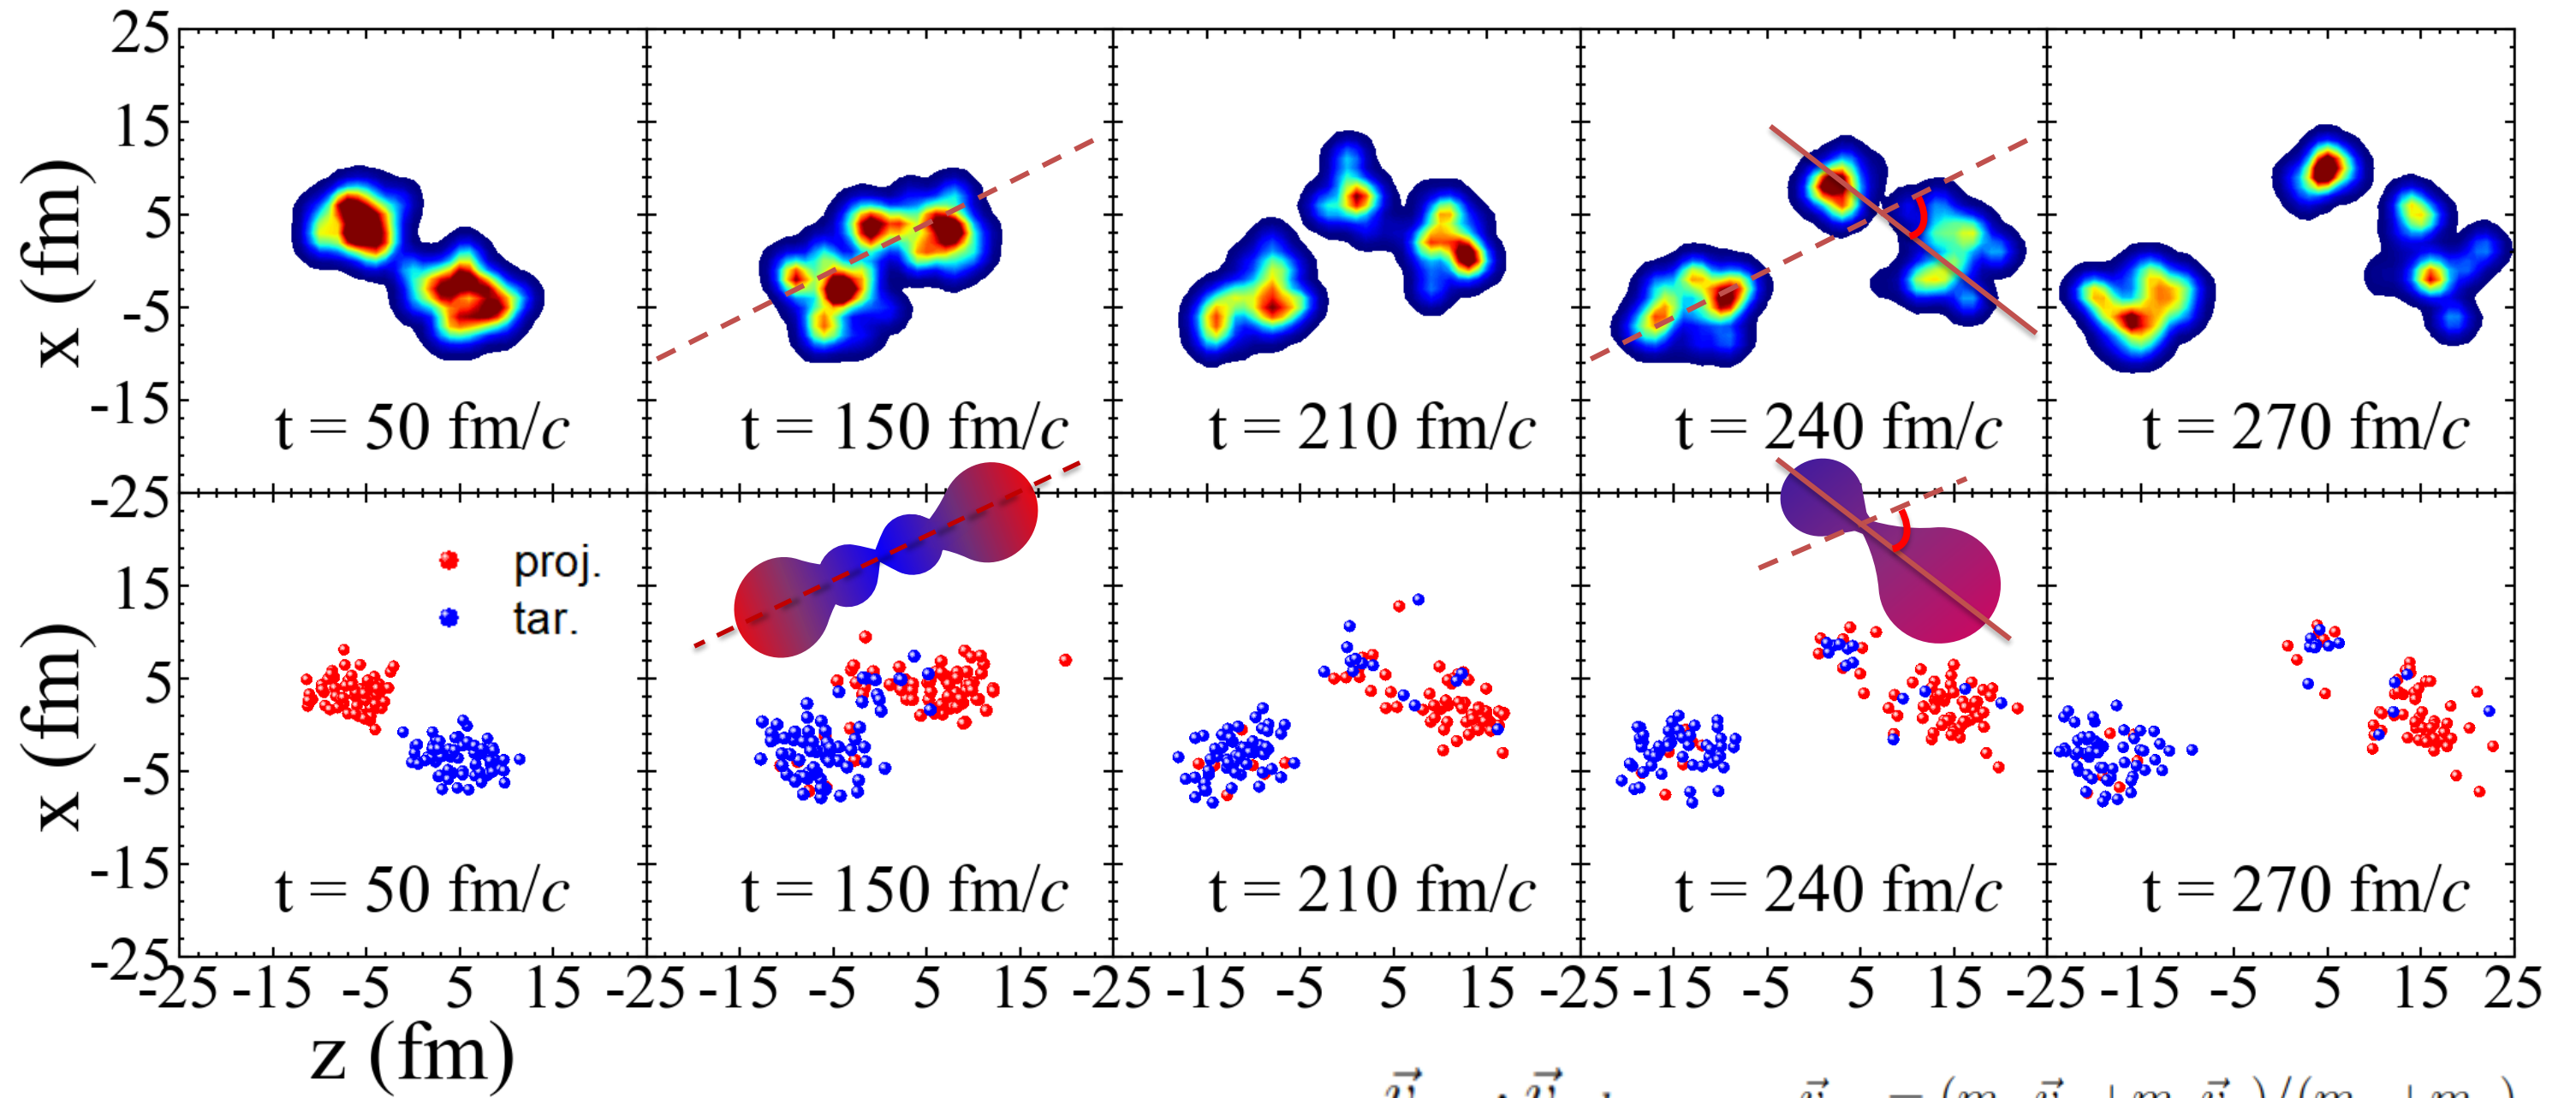 25
15
5
-5
-15
-25
x (fm)
t = 50 fm/c
t = 150 fm/c
t = 210 fm/c
t = 240 fm/c
t = 270 fm/c
proj.
tar.
15
5
-5
-15
-25
x (fm)
t = 50 fm/c
t = 150 fm/c
t = 210 fm/c
t = 240 fm/c
t = 270 fm/c
-25 -15 -5 5 15 -25 -15 -5 5 15 -25 -15 -5 5 15 -25 -15 -5 5 15 -25 -15 -5 5 15 25
z (fm)